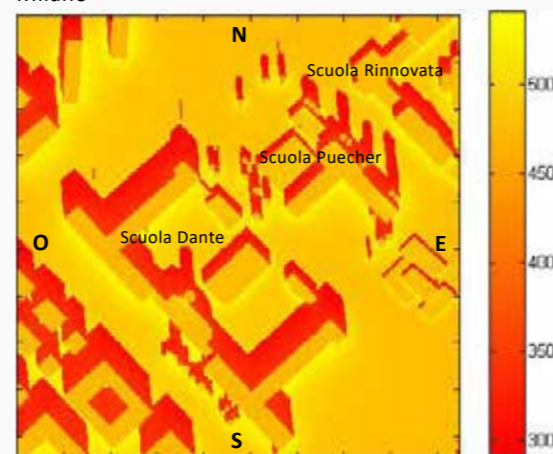 N
Scuola Rinnovata
500
Scuola Puecher
450
Scuola Dante
O
E
400
350
S
300